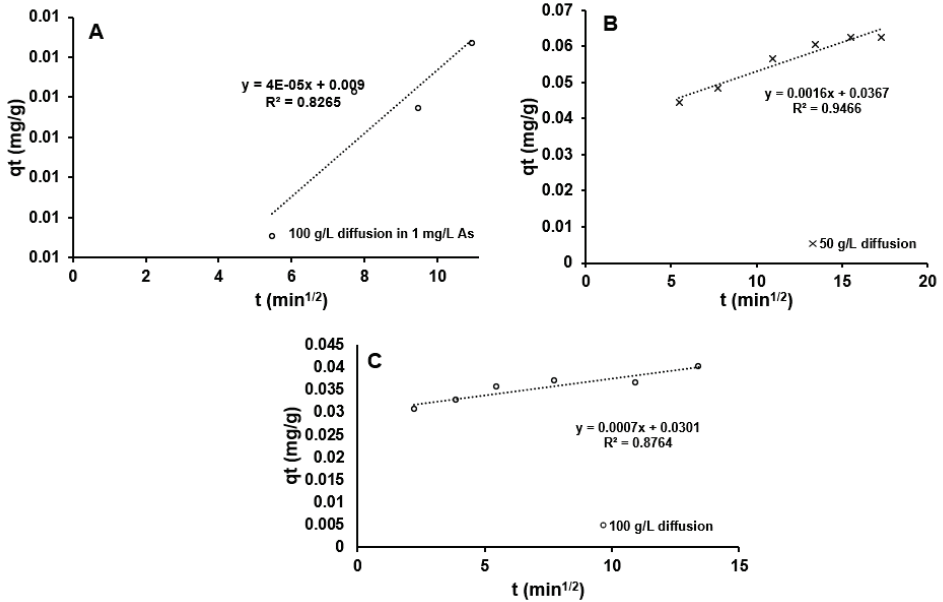 A
0.01
0.01
0.01
0.01
0.01
0.01
0.01
qt (mg/g)
y = 4E-05x + 0.009
R² = 0.8265
100 g/L diffusion in 1 mg/L As
0 2 4 6 8 10
t (min1/2)
B
0.07
0.06
0.05
0.04
0.03
0.02
0.01
0
qt (mg/g)
y = 0.0016x + 0.0367
R² = 0.9466
50 g/L diffusion
0 5 10 15 20
t (min1/2)
C
0.045
0.04
0.035
0.03
0.025
0.02
0.015
0.01
0.005
0
qt (mg/g)
y = 0.0007x + 0.0301
R² = 0.8764
100 g/L diffusion
0 5 10 15
t (min1/2)